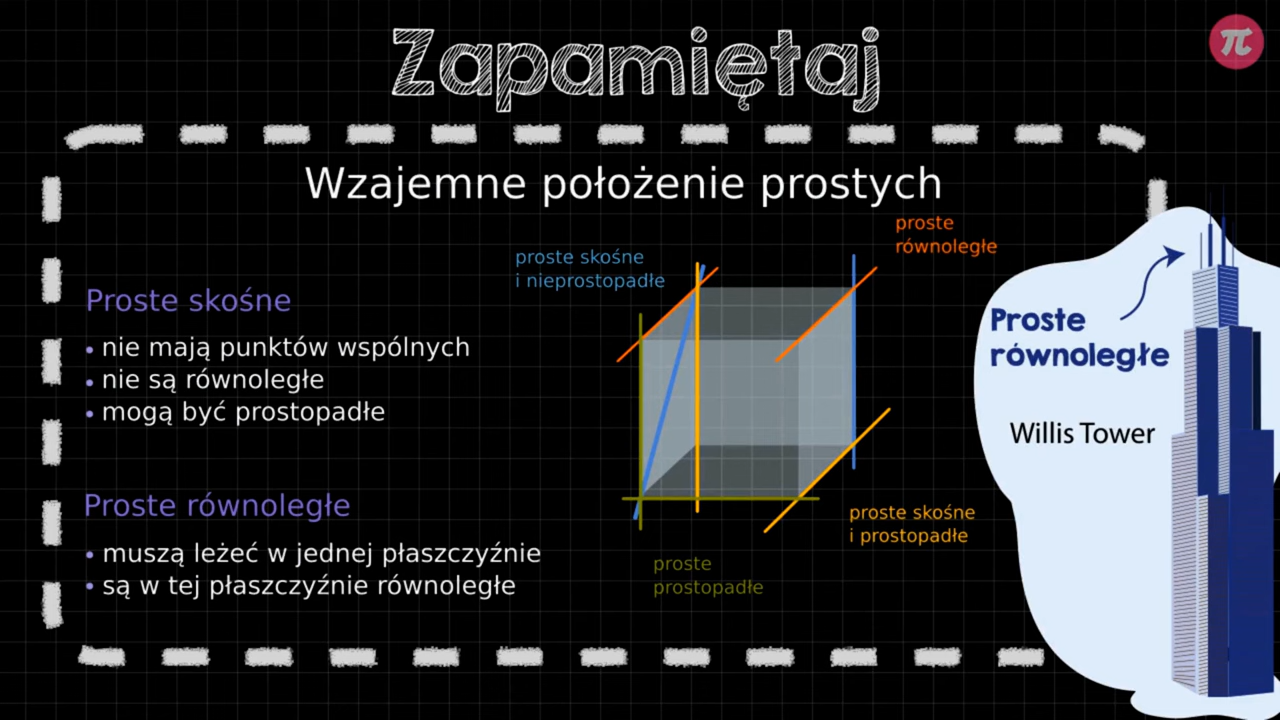 Zapamiętaj
π
Wzajemne położenie prostych
Proste skośne
• nie mają punktów wspólnych
• nie są równoległe
• mogą być prostopadłe
Proste równoległe
• muszą leżeć w jednej płaszczyźnie
• są w tej płaszczyźnie równoległe
proste skośne
i nieprostopadłe
proste
równoległe
proste skośne
i prostopadłe
proste
prostopadłe
Proste
równoległe
Willis Tower